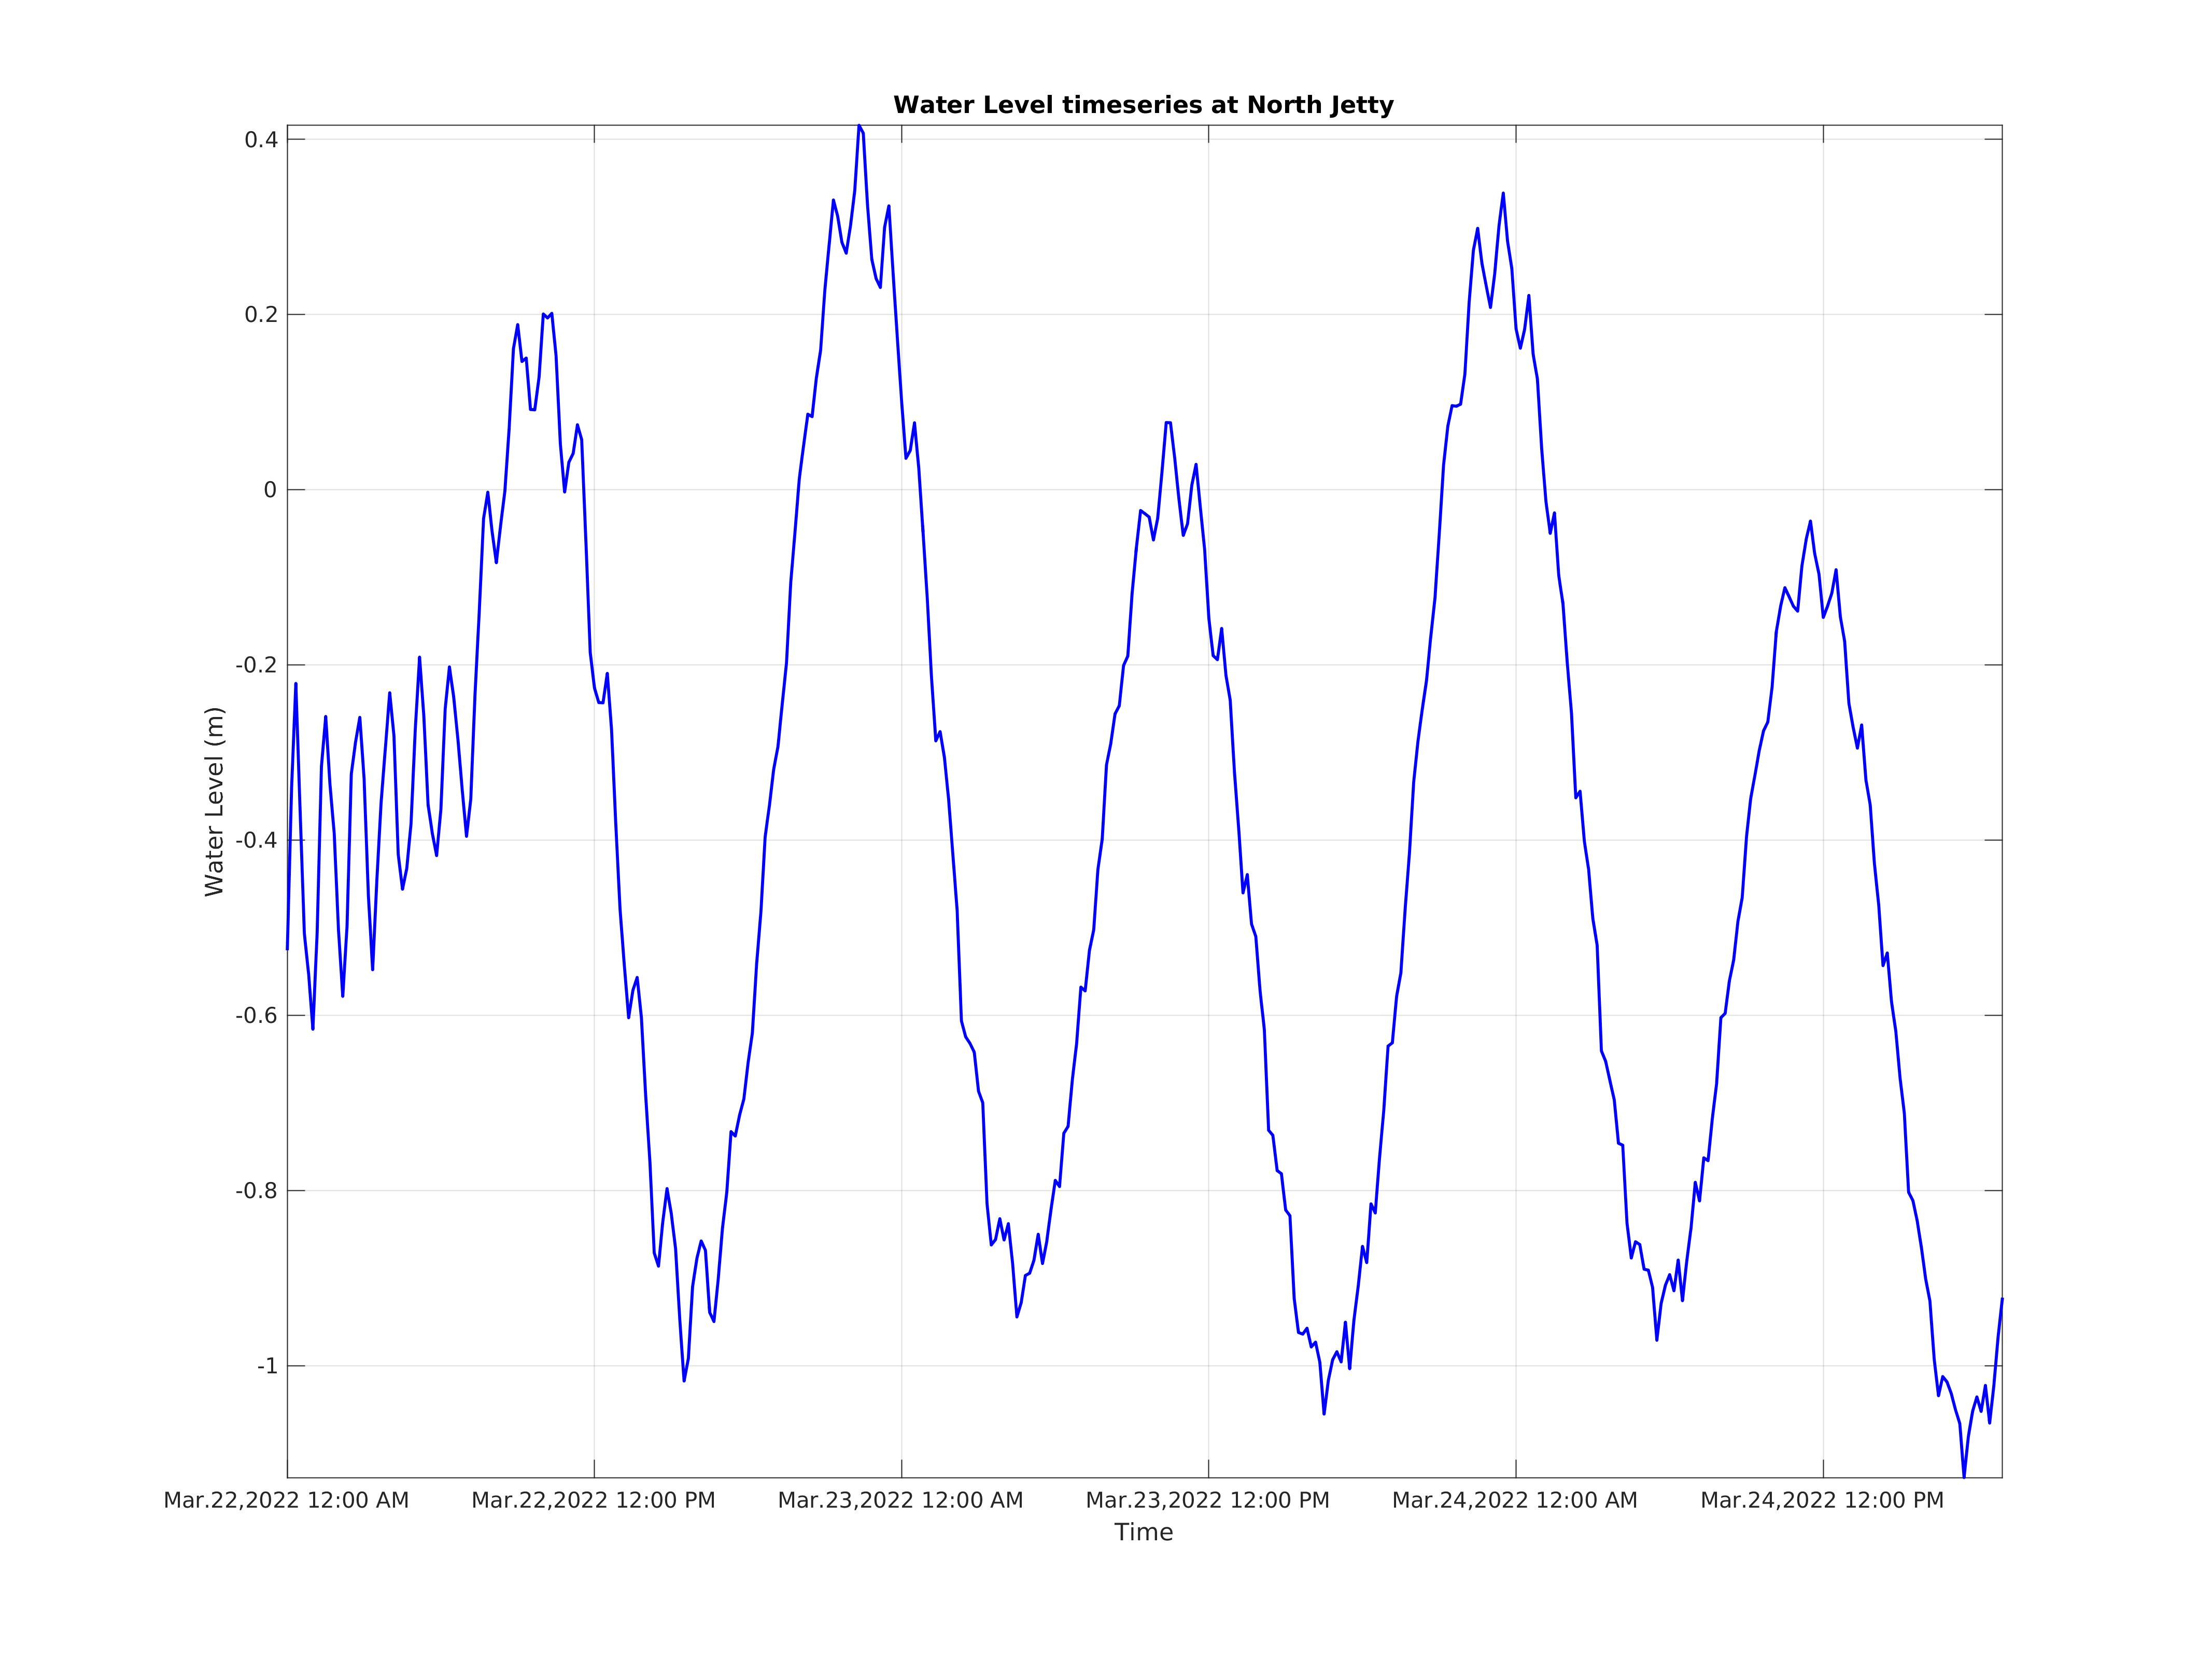 Water Level timeseries at North Jetty
0.4
0.2
0
-0.2
-0.4
-0.6
-0.8
-1
Water Level (m)
Mar.22,2022 12:00 AM Mar.22,2022 12:00 PM Mar.23,2022 12:00 AM Mar.23,2022 12:00 PM Mar.24,2022 12:00 AM Mar.24,2022 12:00 PM
Time